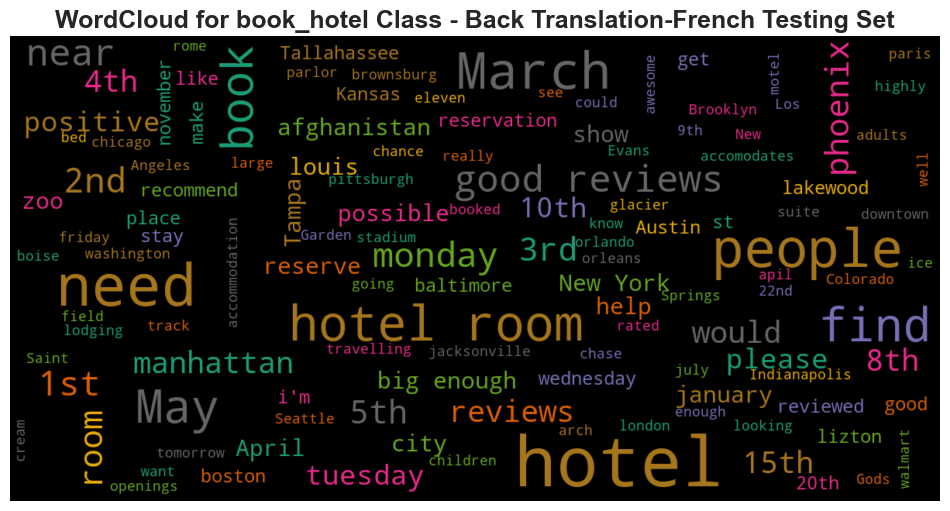 WordCloud for book_hotel Class - Back Translation-French Testing Set
near
rome
4th
like
november
make
book
Tallahassee
parlor
brownsburg
Kansas
eleven
March
see
could
awesome
get
motel
Los
phoenix
paris
highly
positive
bed
chicago
afghanistan
reservation
show
Brooklyn
9th
New
adults
2nd
Angeles
large
louis
chance
really
Evans
accomodates
well
zoo
recommend
pittsburgh
good reviews
lakewood
place
Tampa
possible
booked
10th
glacier
suite
downtown
friday
stay
Garden
stadium
know
Austin
st
boise
washington
accommodation
reserve
monday
3rd
orlando
orleans
people
ice
need
going
baltimore
New York
Springs
apil
22nd
Colorado
field
lodging
track
hotel room
help
rated
would
find
Saint
manhattan
travelling
jacksonville
chase
please
8th
1st
May
i'm
big enough
wednesday
july
Indianapolis
january
Seattle
5th
reviews
enough
reviewed
good
cream
room
tomorrow
April
city
arch
london
looking
lizton
walmart
want
openings
boston
tuesday
children
hotel
15th
20th
Gods